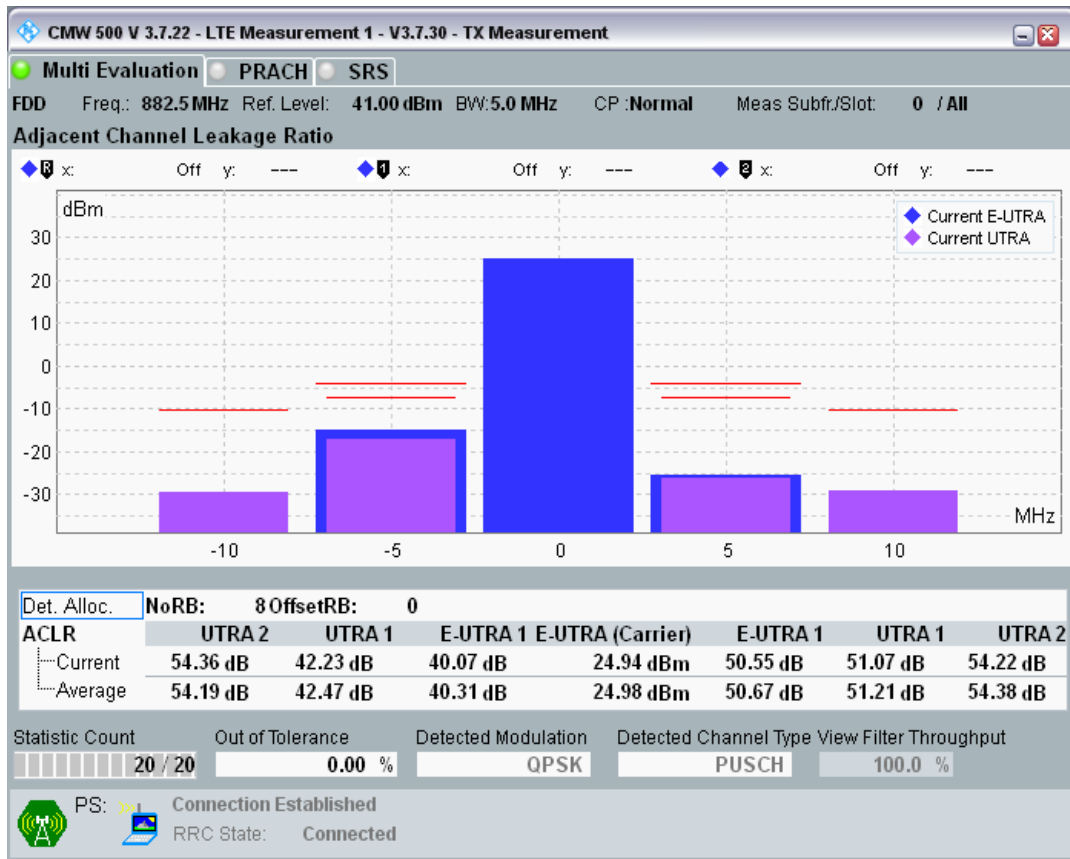 CMW 500 V 3.7.22 - LTE Measurement 1 - V3.7.30 - TX Measurement
Multi Evaluation PRACH SRS
FDD Freq.: 882.5 MHz Ref. Level: 41.00 dBm BW:5.0 MHz CP :Normal Meas Subfr./Slot: 0 / All
Adjacent Channel Leakage Ratio
R x: Off y: --- 1 x: Off y: --- 2 x: Off y: ---
dBm
Current E-UTRA
Current UTRA
30
20
10
0
-10
-20
-30
MHz
-10 -5 0 5 10
Det. Alloc. NoRB: 8 OffsetRB: 0
ACLR UTRA 2 UTRA 1 E-UTRA 1 E-UTRA (Carrier) E-UTRA 1 UTRA 1 UTRA 2
Current 54.36 dB 42.23 dB 40.07 dB 24.94 dBm 50.55 dB 51.07 dB 54.22 dB
Average 54.19 dB 42.47 dB 40.31 dB 24.98 dBm 50.67 dB 51.21 dB 54.38 dB
Statistic Count Out of Tolerance Detected Modulation Detected Channel Type View Filter Throughput
20 / 20 0.00 % QPSK PUSCH 100.0 %
PS: Connection Established
RRC State: Connected